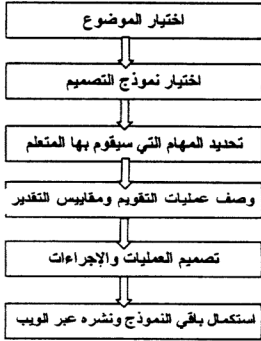 اختيار الموضوع
اختيار نموذج التصميم
تحديد المهام التي سيقوم بها المتعلم
وصف عمليات التقويم ومقاييس التقدير
تصميم العمليات والإجراءات
استكمال باقي النموذج ونشره عبر الويب